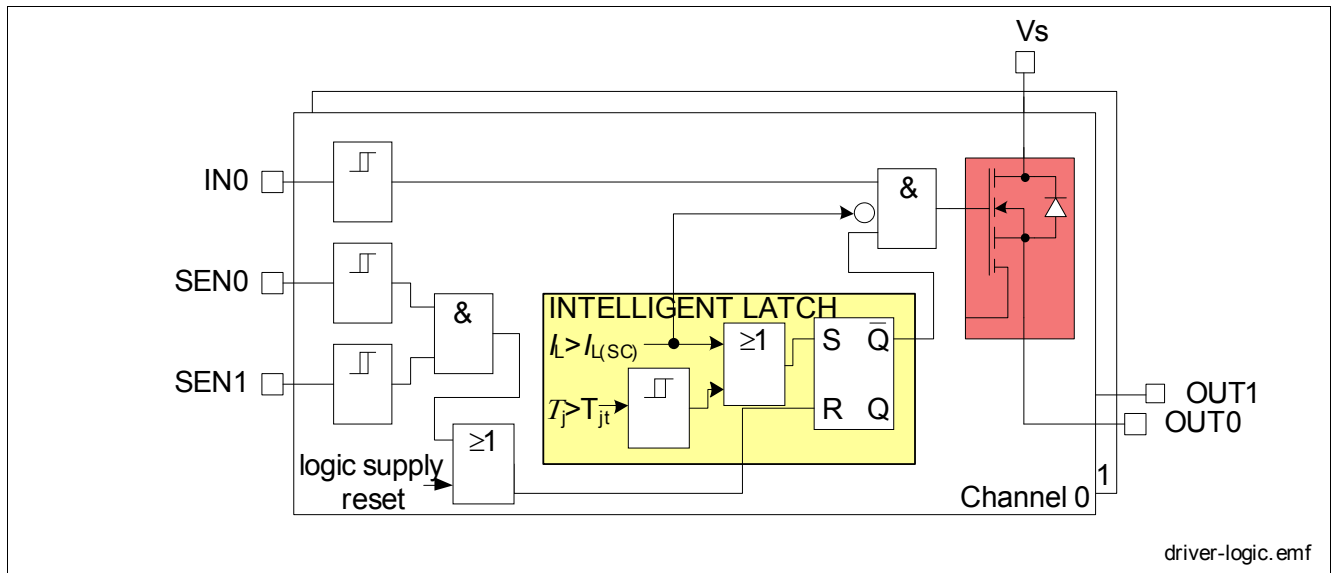 Vs
IN0
&
SEN0
&
INTELLIGENT LATCH
IL>IL(SC)
≥1
S Q̅
SEN1
Tj>Tjt
R Q
OUT1
OUT0
≥1
logic supply
reset
1
Channel 0
driver-logic.emf